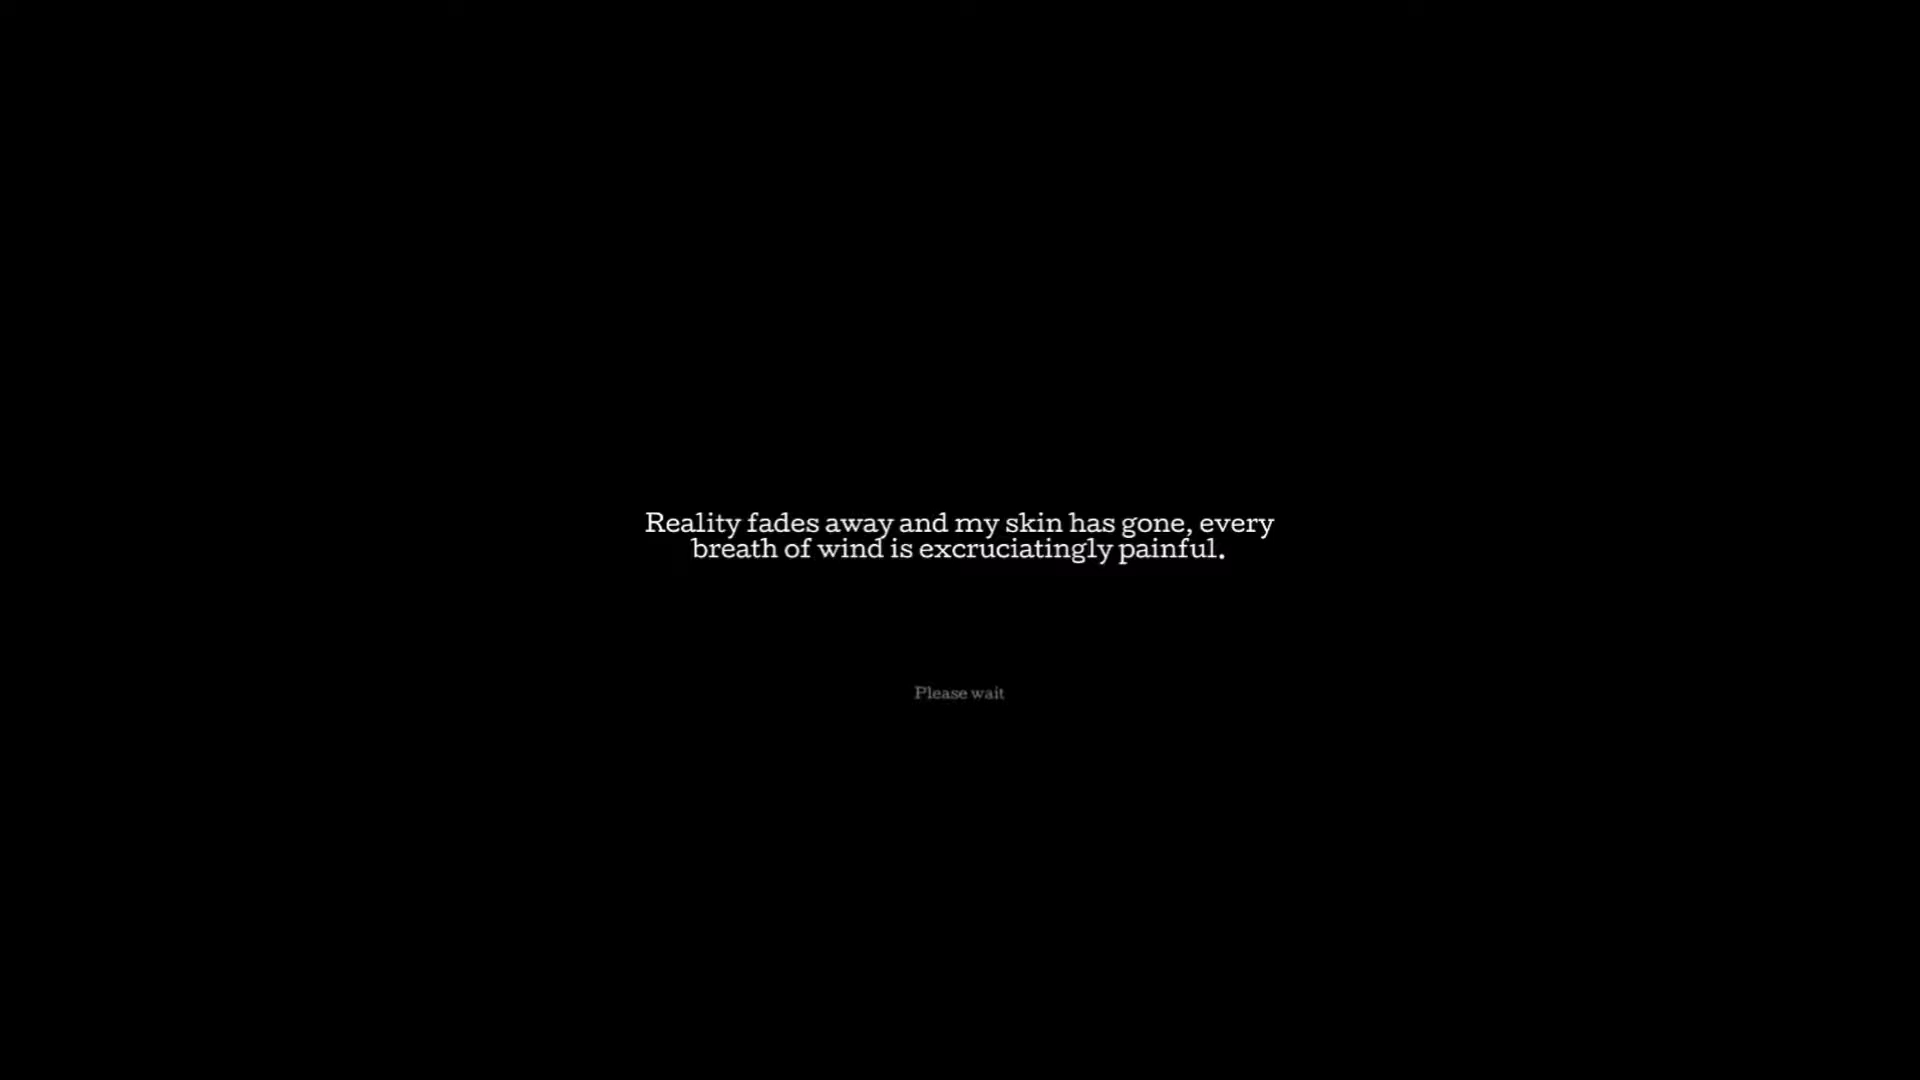 Reality fades away and my skin has gone, every
breath of wind is excruciatingly painful.
Please wait